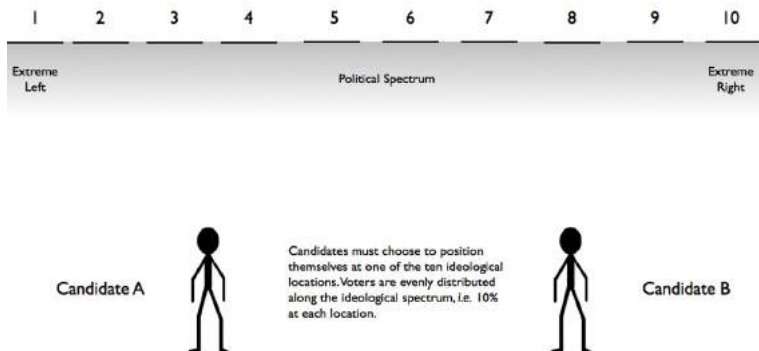 1 2 3 4 5 6 7 8 9 10
Extreme Left
Political Spectrum
Extreme Right
Candidate A
Candidates must choose to position
themselves at one of the ten ideological
locations. Voters are evenly distributed
along the ideological spectrum, i.e. 10%
at each location.
Candidate B